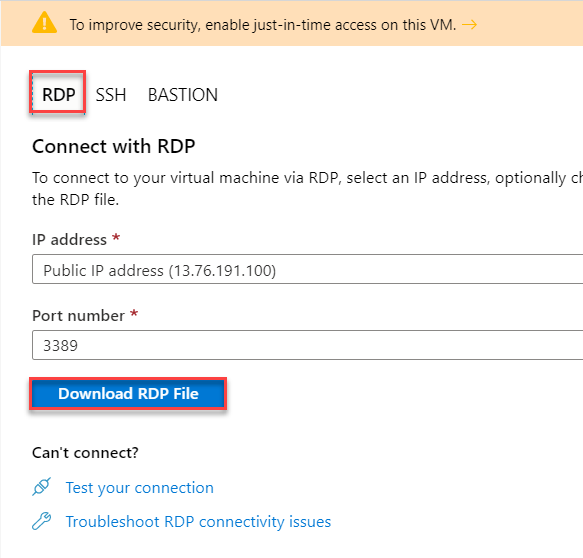 To improve security, enable just-in-time access on this VM. →
RDP SSH BASTION
Connect with RDP
To connect to your virtual machine via RDP, select an IP address, optionally
the RDP file.
IP address *
Public IP address (13.76.191.100)
Port number *
3389
Download RDP File
Can't connect?
Test your connection
Troubleshoot RDP connectivity issues